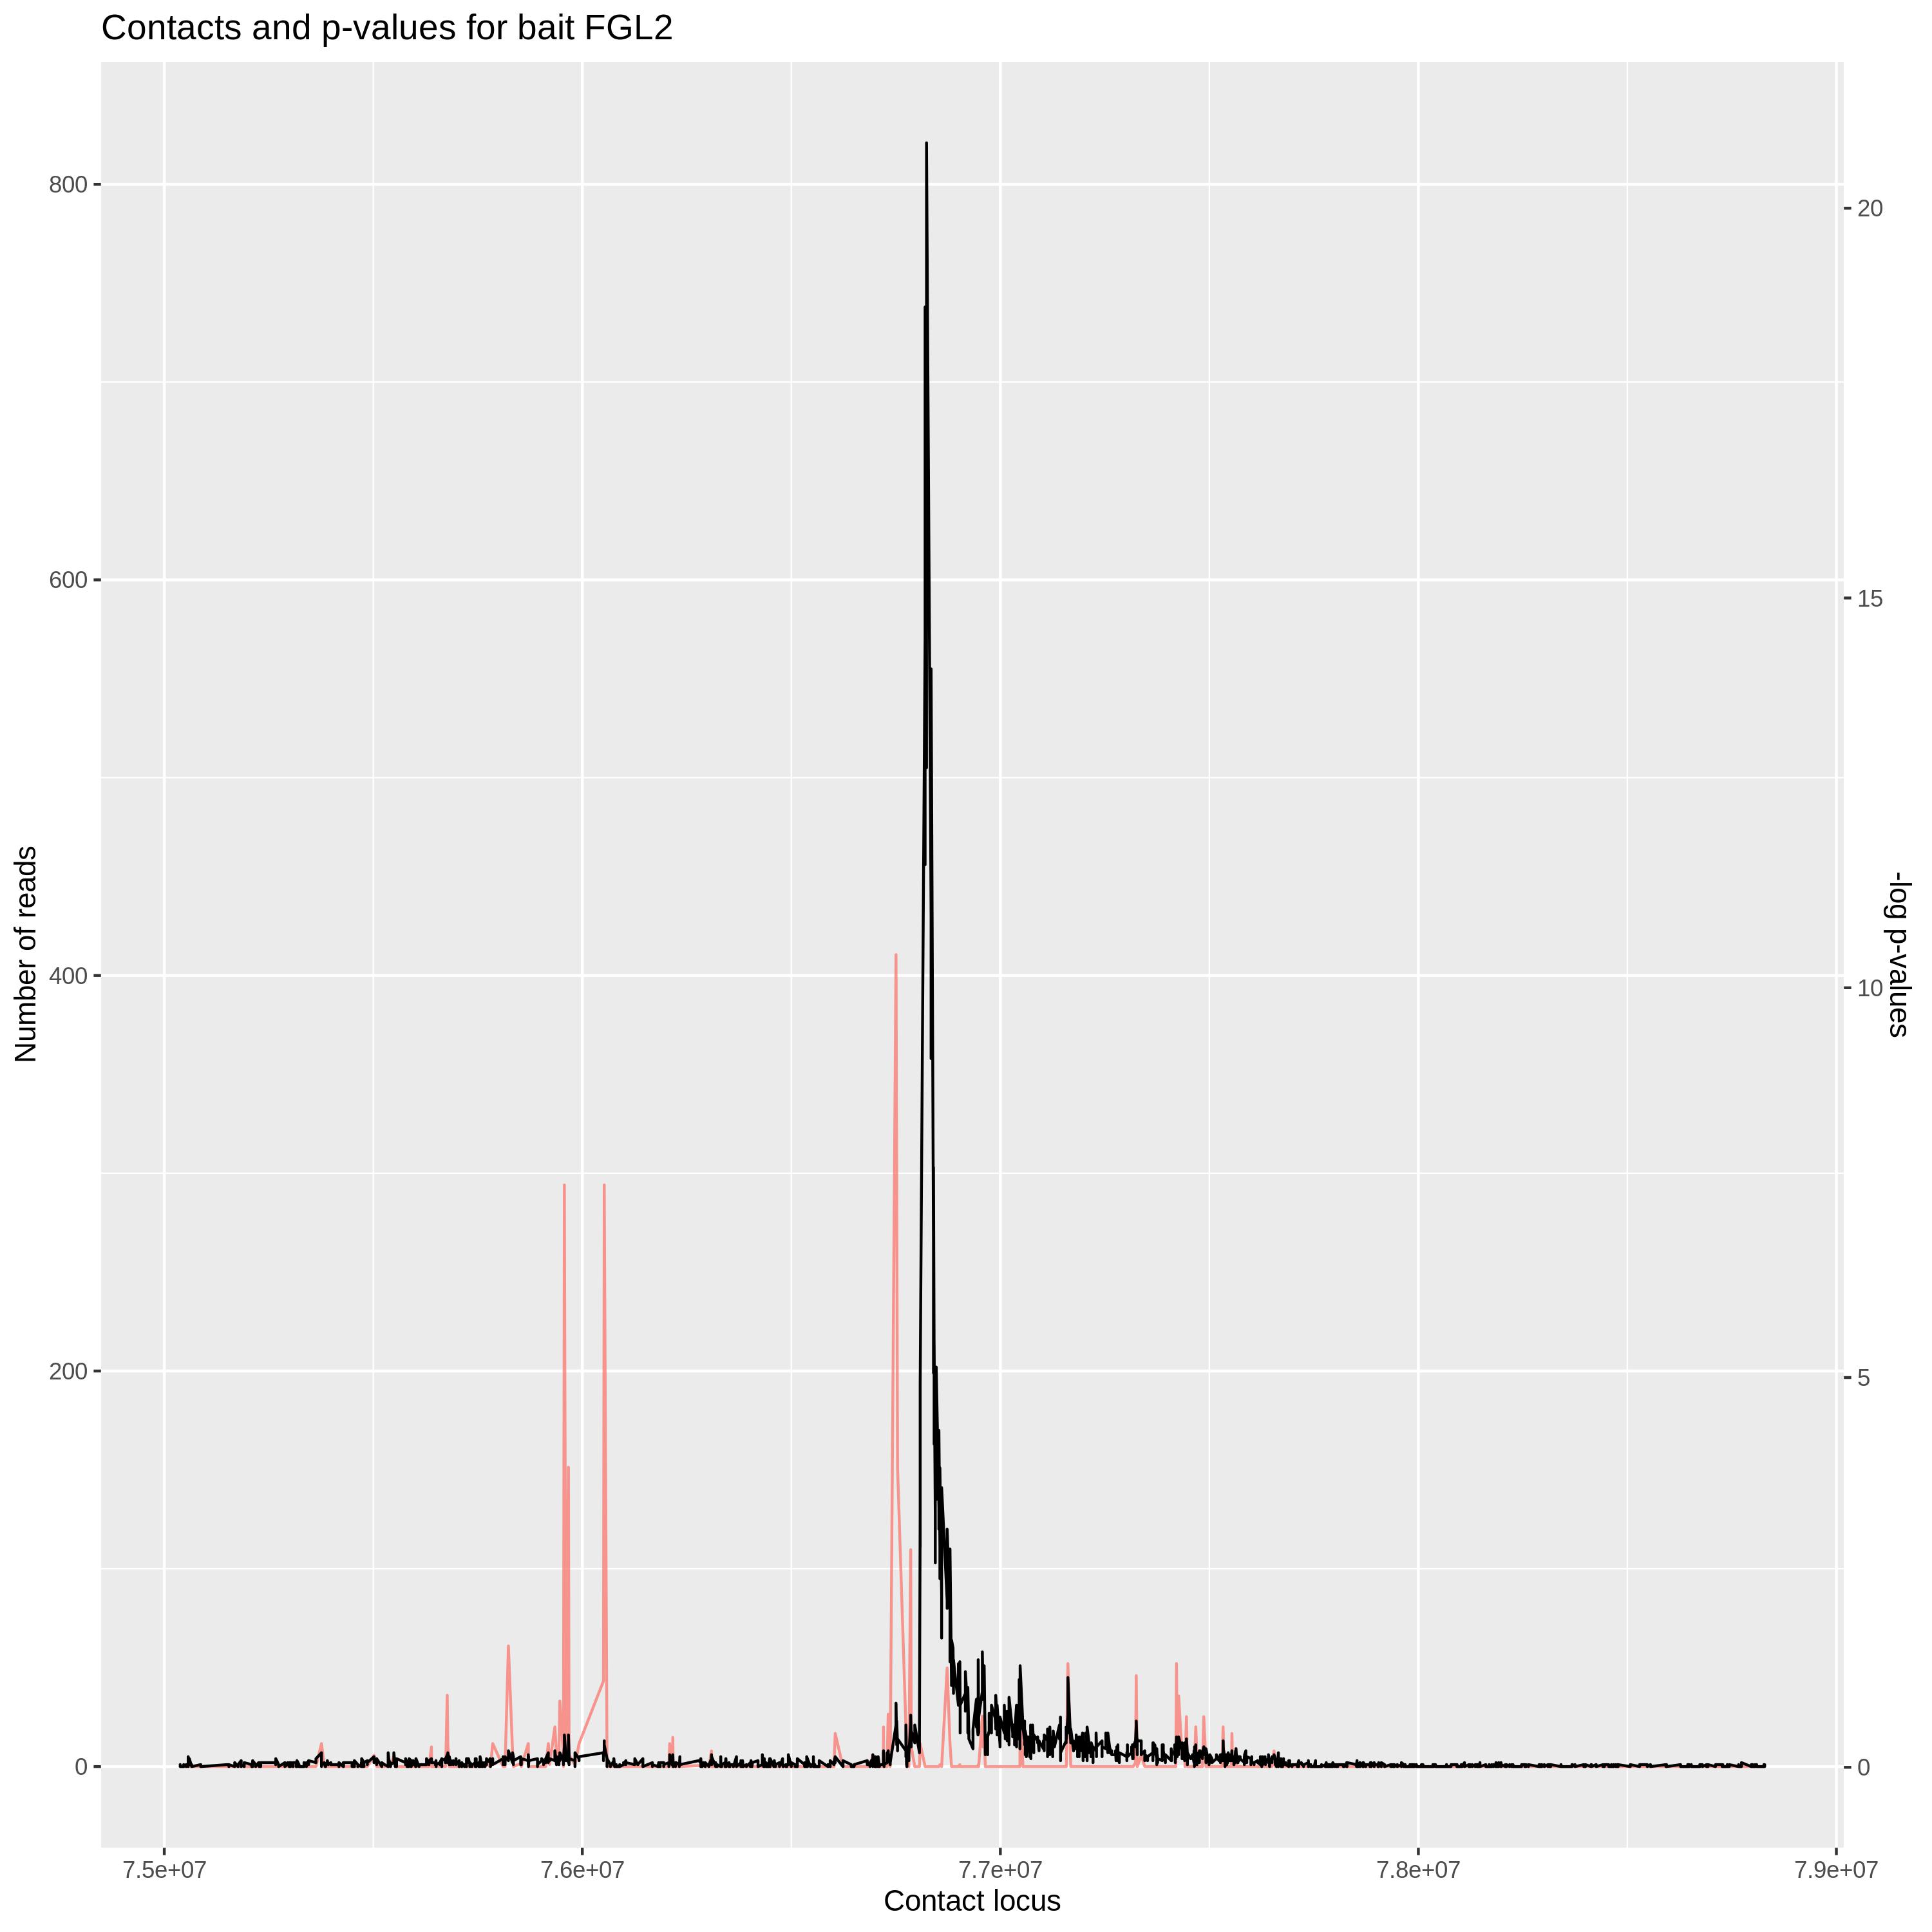 Contacts and p-values for bait FGL2
800
600
400
200
0
Number of reads
20
15
10
5
0
-log p-values
7.5e+07
7.6e+07
7.7e+07
7.8e+07
7.9e+07
Contact locus